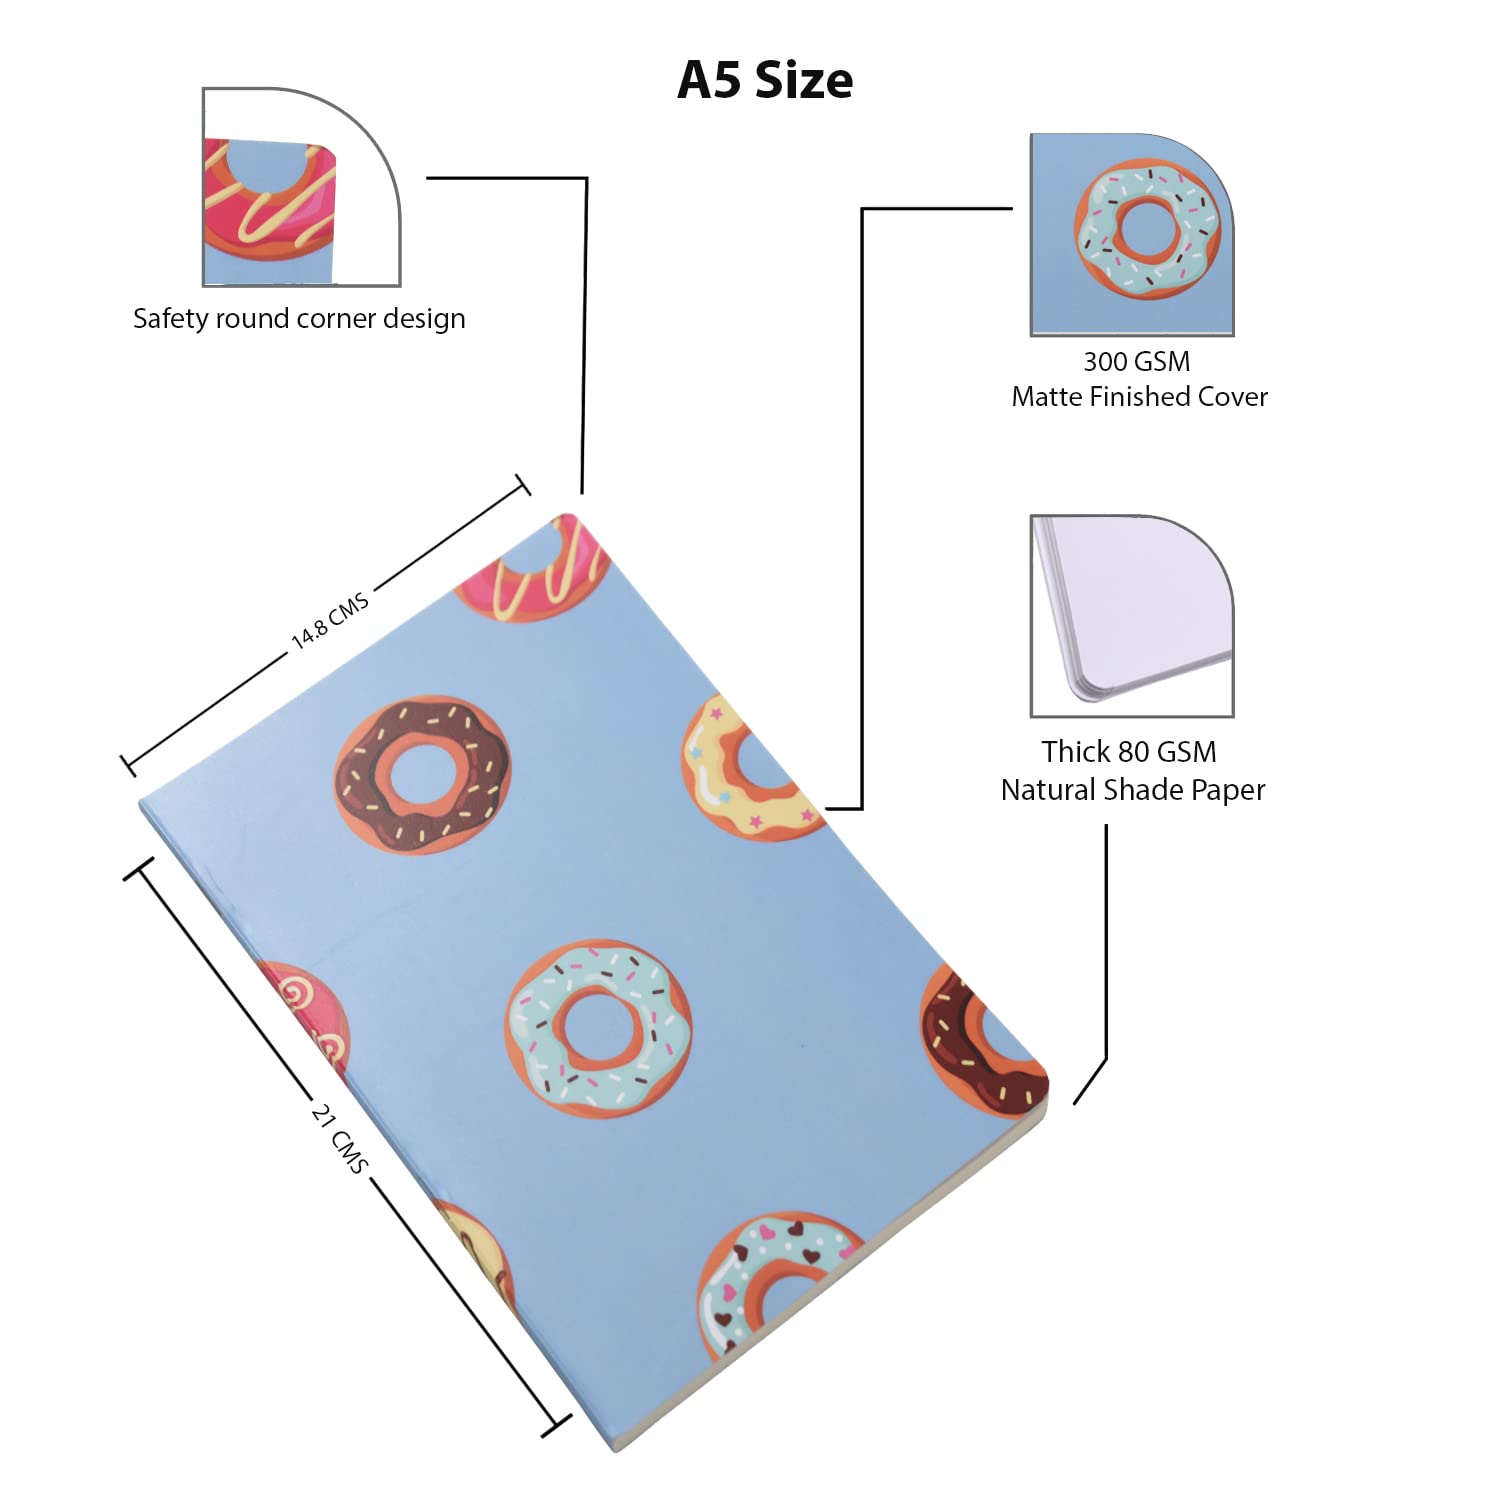 A5 Size
Safety round corner design
300 GSM
Matte Finished Cover
14.8 CMS
Thick 80 GSM
Natural Shade Paper
21 CMS